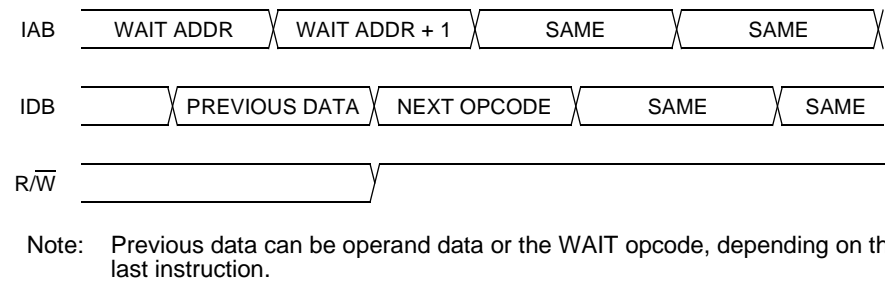 IAB WAIT ADDR WAIT ADDR + 1 SAME SAME
IDB PREVIOUS DATA NEXT OPCODE SAME SAME
R/W̅
Note: Previous data can be operand data or the WAIT opcode, depending on th
last instruction.